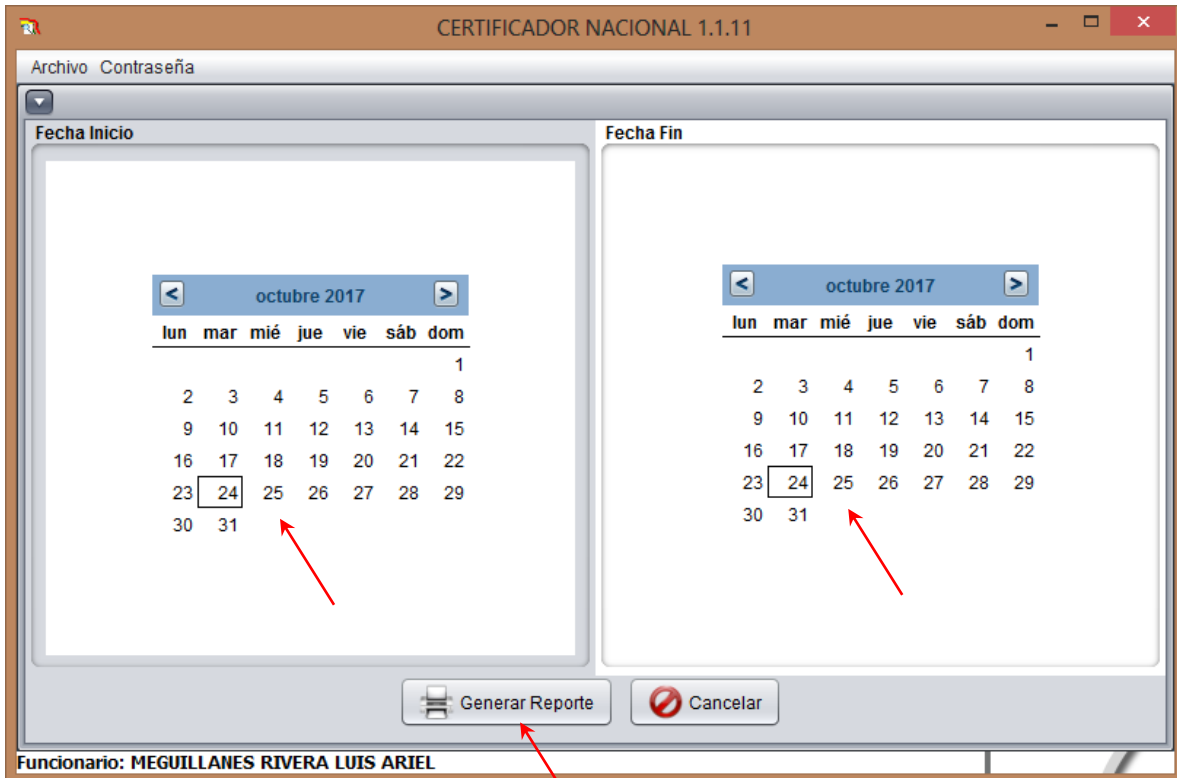 CERTIFICADOR NACIONAL 1.1.11
Archivo Contraseña
Fecha Inicio
octubre 2017
lun mar mié jue vie sáb dom
1
2 3 4 5 6 7 8
9 10 11 12 13 14 15
16 17 18 19 20 21 22
23 24 25 26 27 28 29
30 31
Fecha Fin
octubre 2017
lun mar mié jue vie sáb dom
1
2 3 4 5 6 7 8
9 10 11 12 13 14 15
16 17 18 19 20 21 22
23 24 25 26 27 28 29
30 31
Generar Reporte
Cancelar
Funcionario: MEGUILLANES RIVERA LUIS ARIEL